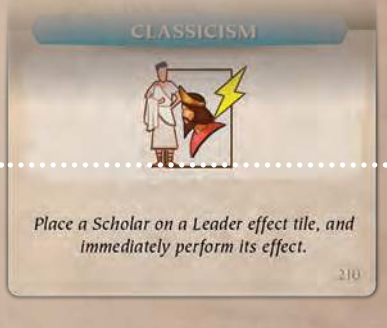 CLASSICISM
Place a Scholar on a Leader effect tile, and
immediately perform its effect.
210